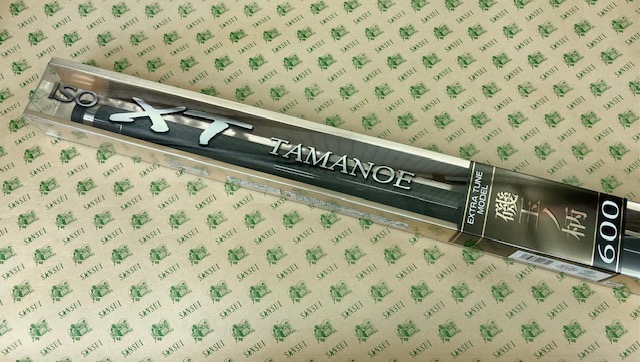 ISO XT TAMANOE
EXTRA TUNE
MODEL
磯玉ノ柄
600
SANSUI